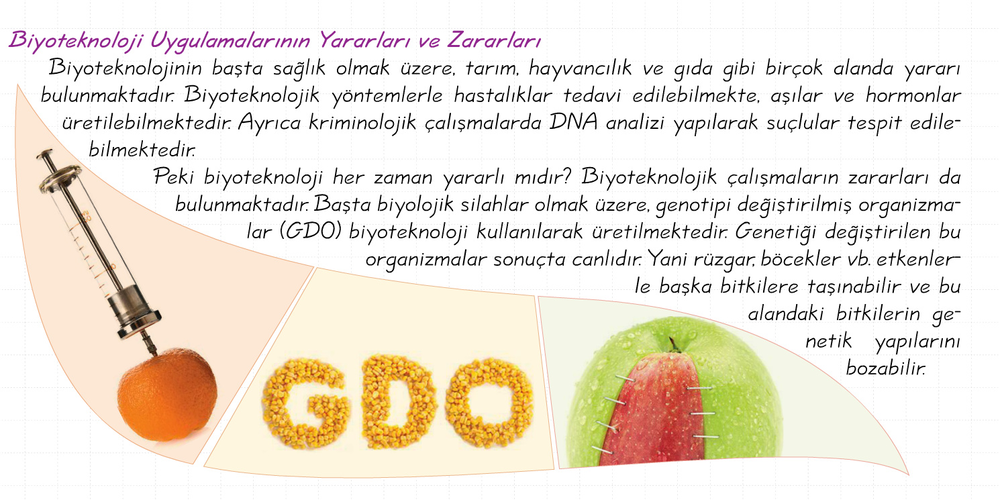 Biyoteknoloji Uygulamalarının Yararları ve Zararları
Biyoteknolojinin başta sağlık olmak üzere, tarım, hayvancılık ve gıda gibi birçok alanda yararı
bulunmaktadır. Biyoteknolojik yöntemlerle hastalıklar tedavi edilebilmekte, aşılar ve hormonlar
üretilebilmektedir. Ayrıca kriminolojik çalışmalarda DNA analizi yapılarak suçlular tespit edile-
bilmektedir.
Peki biyoteknoloji her zaman yararlı mıdır? Biyoteknolojik çalışmaların zararları da
bulunmaktadır. Başta biyolojik silahlar olmak üzere, genotipi değiştirilmiş organizma-
lar (GDO) biyoteknoloji kullanılarak üretilmektedir. Genetiği değiştirilen bu
organizmalar sonuçta canlıdır. Yani rüzgar, böcekler vb. etkenler-
le başka bitkilere taşınabilir ve bu
alandaki bitkilerin ge-
netik yapılarını
bozabilir.
GDO